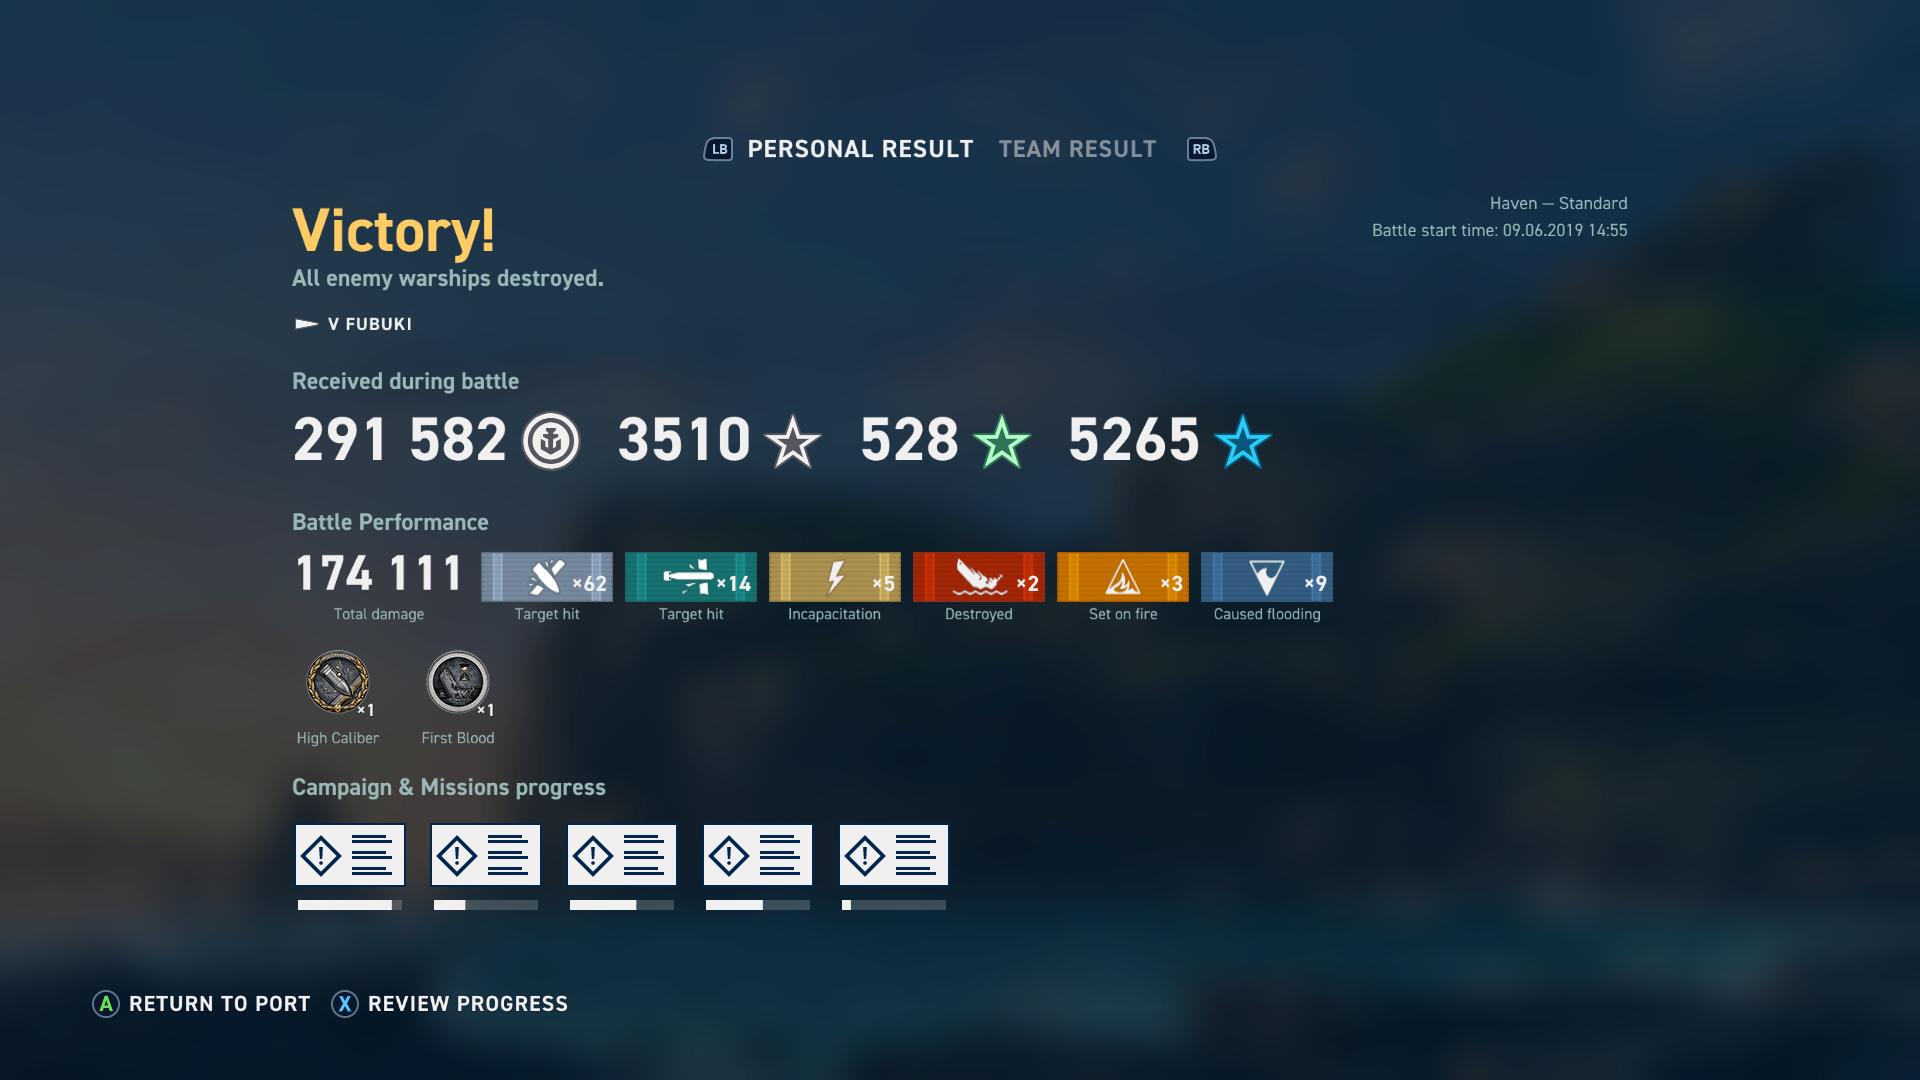 LB PERSONAL RESULT TEAM RESULT RB
Haven — Standard
Battle start time: 09.06.2019 14:55
Victory!
All enemy warships destroyed.
V FUBUKI
Received during battle
291 582 3510 528 5265
Battle Performance
174 111 ×62 ×14 ×5 ×2 ×3 ×9
Total damage Target hit Target hit Incapacitation Destroyed Set on fire Caused flooding
×1 ×1
High Caliber First Blood
Campaign & Missions progress
! ! ! ! !
A RETURN TO PORT X REVIEW PROGRESS